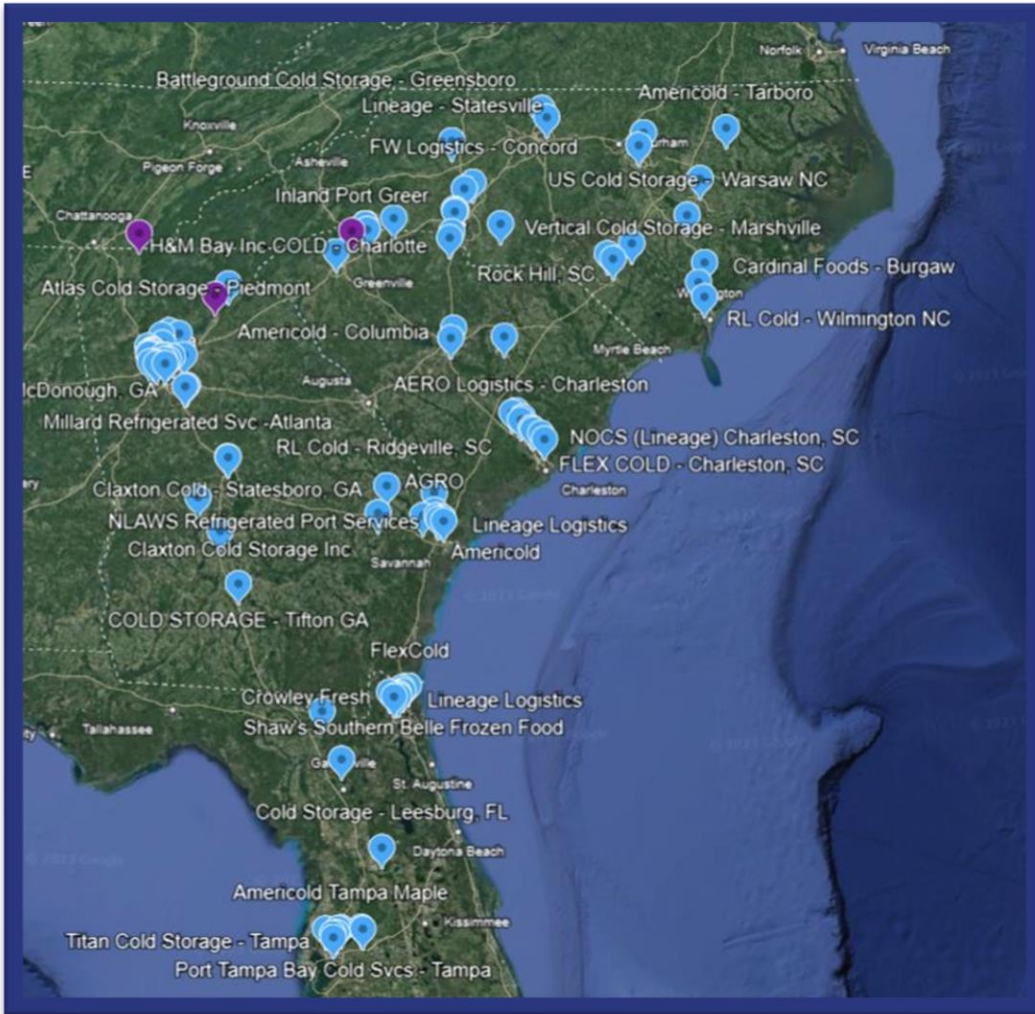 Norfolk
Virginia Beach
Battleground Cold Storage - Greensboro
Americold - Tarboro
Lineage - Statesville
Knoxville
FW Logistics - Concord
Pigeon Forge
Asheville
US Cold Storage - Warsaw NC
Inland Port Greer
Chattanooga
Vertical Cold Storage - Marshville
H&M Bay Inc COLD - Charlotte
Rock Hill, SC
Cardinal Foods - Burgaw
Greenville
Atlas Cold Storage - Piedmont
RL Cold - Wilmington NC
Americold - Columbia
Myrtle Beach
Augusta
AERO Logistics - Charleston
McDonough, GA
Millard Refrigerated Svc -Atlanta
NOCS (Lineage) Charleston, SC
RL Cold - Ridgeville, SC
FLEX COLD - Charleston, SC
AGRO
Claxton Cold - Statesboro, GA
Charleston
NLAWS Refrigerated Port Services
Lineage Logistics
Claxton Cold Storage Inc
Americold
Savannah
COLD STORAGE - Tifton GA
FlexCold
Crowley Fresh
Lineage Logistics
Tallahassee
Shaw's Southern Belle Frozen Food
St. Augustine
Cold Storage - Leesburg, FL
Daytona Beach
Americold Tampa Maple
Kissimmee
Titan Cold Storage - Tampa
Port Tampa Bay Cold Svcs - Tampa